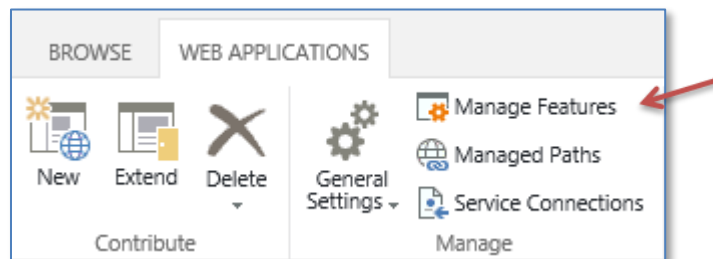 BROWSE WEB APPLICATIONS
New Extend Delete General Settings
Manage Features
Managed Paths
Service Connections
Contribute Manage